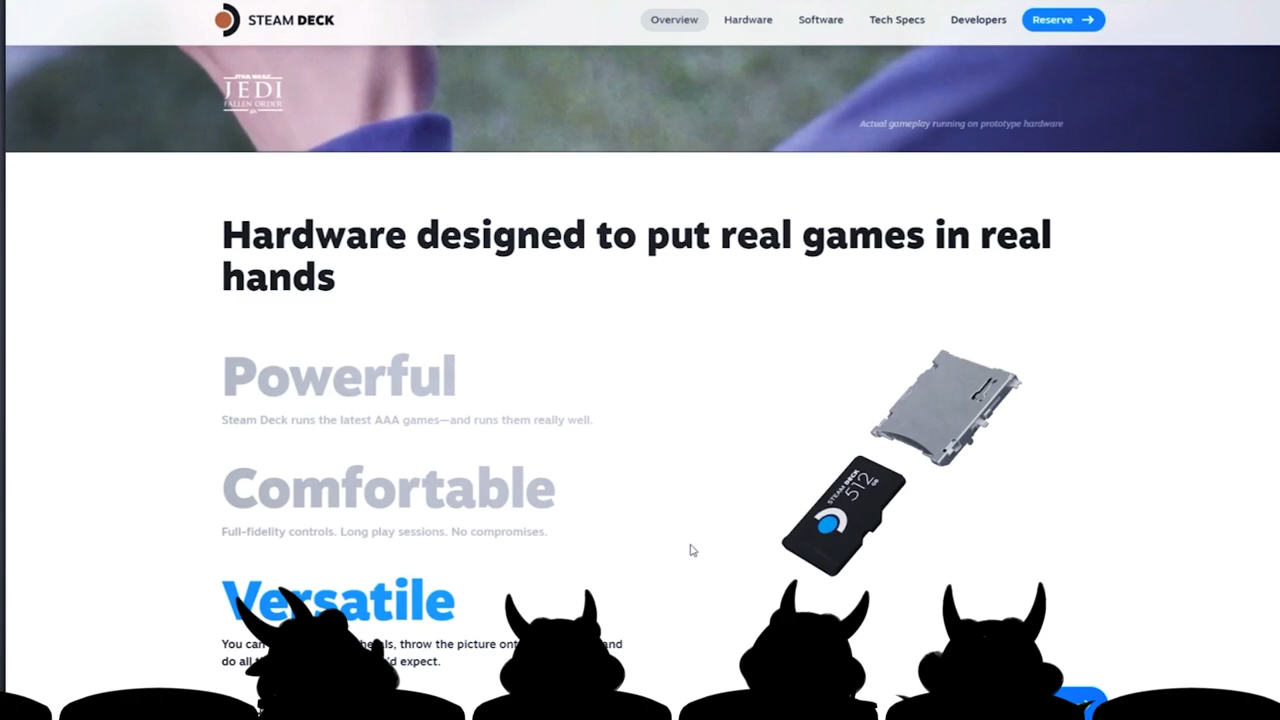 STEAM DECK
Overview
Hardware
Software
Tech Specs
Developers
Reserve
STAR WARS
JEDI
FALLEN ORDER
Actual gameplay running on prototype hardware
Hardware designed to put real games in real
hands
Powerful
Steam Deck runs the latest AAA games—and runs them really well.
Comfortable
Full-fidelity controls. Long play sessions. No compromises.
STEAM DECK
512 GB
Versatile
You can throw the picture and
do all expect.